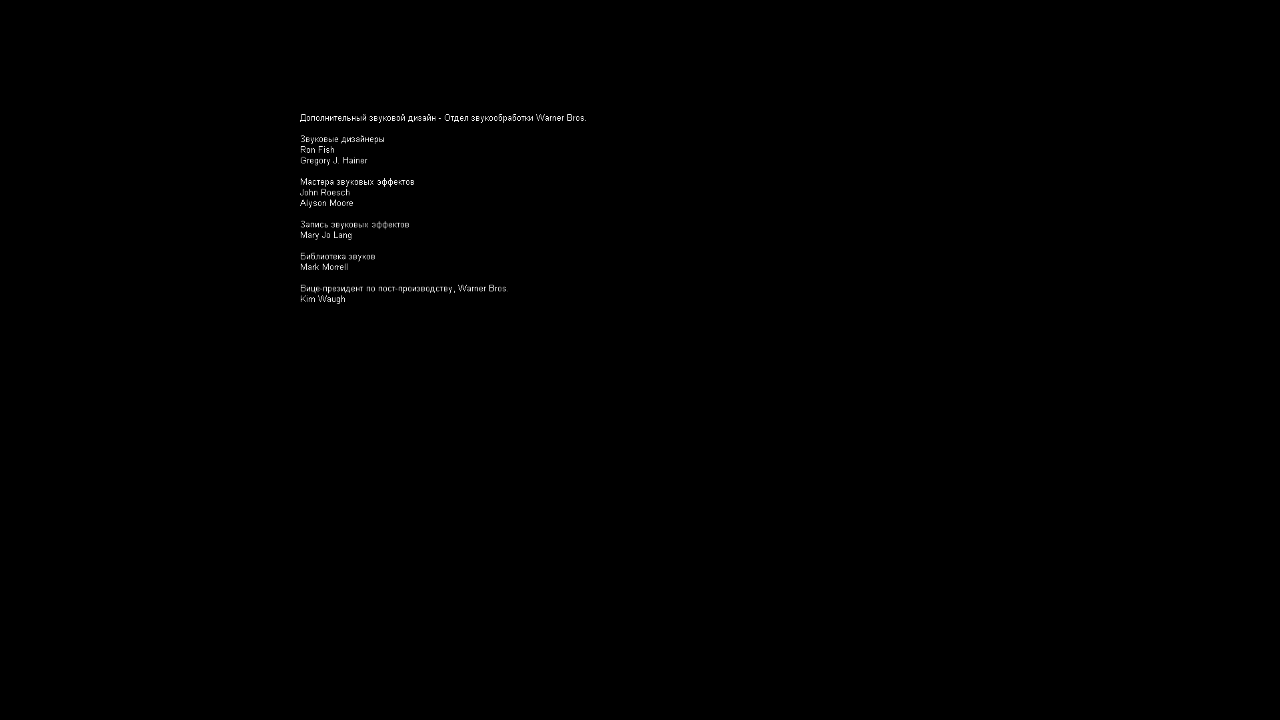 Дополнительный звуковой дизайн - Отдел звукообработки Warner Bros.
Звуковые дизайнеры
Ron Fish
Gregory J. Hainer
Мастера звуковых эффектов
John Roesch
Alyson Moore
Запись звуковых эффектов
Mary Jo Lang
Библиотека звуков
Mark Morrell
Вице-президент по пост-производству, Warner Bros.
Kim Waugh